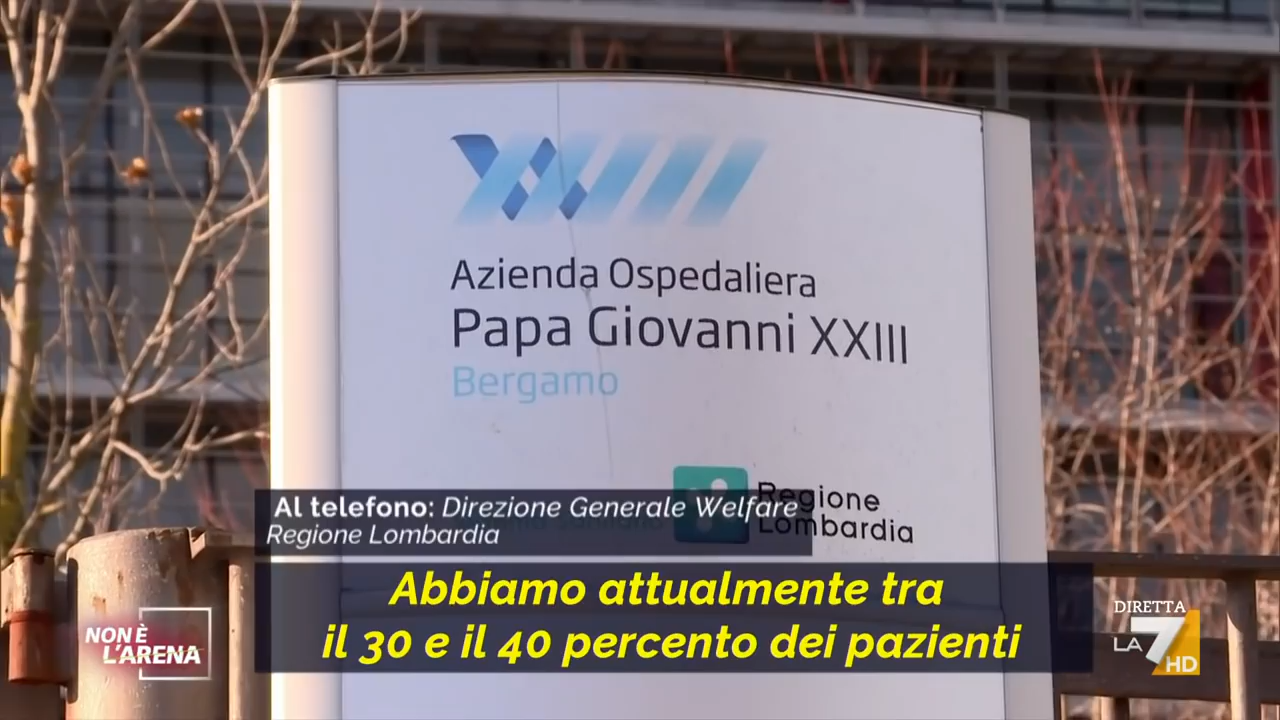 Azienda Ospedaliera
Papa Giovanni XXIII
Bergamo
Regione
Lombardia
Al telefono: Direzione Generale Welfare
Regione Lombardia
Abbiamo attualmente tra
il 30 e il 40 percento dei pazienti
NON È
L'ARENA
DIRETTA
LA 7 HD